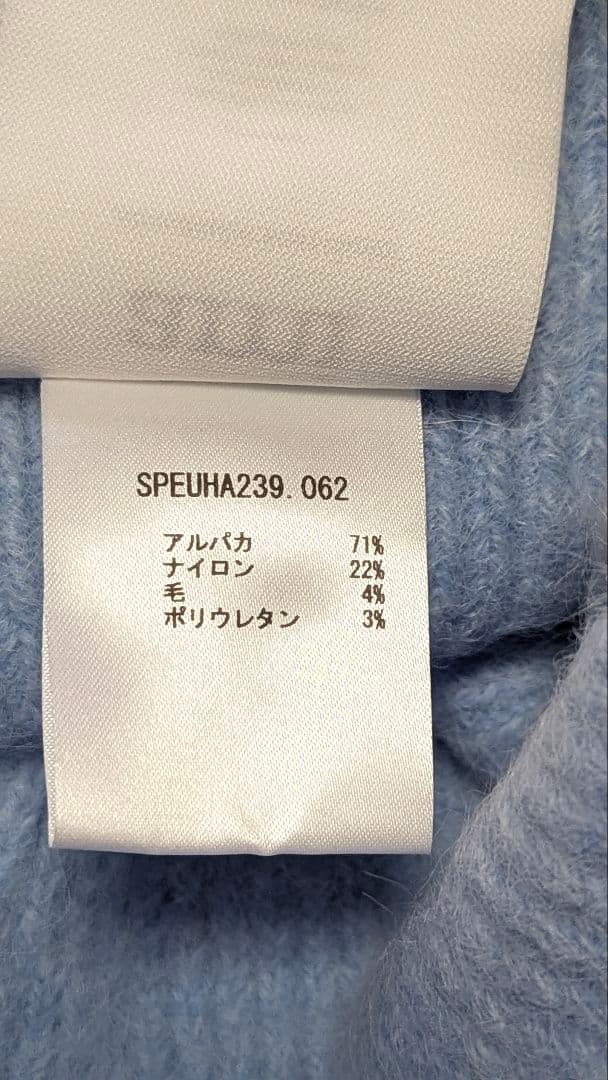 SPEUHA239.062
アルパカ 71%
ナイロン 22%
毛 4%
ポリウレタン 3%